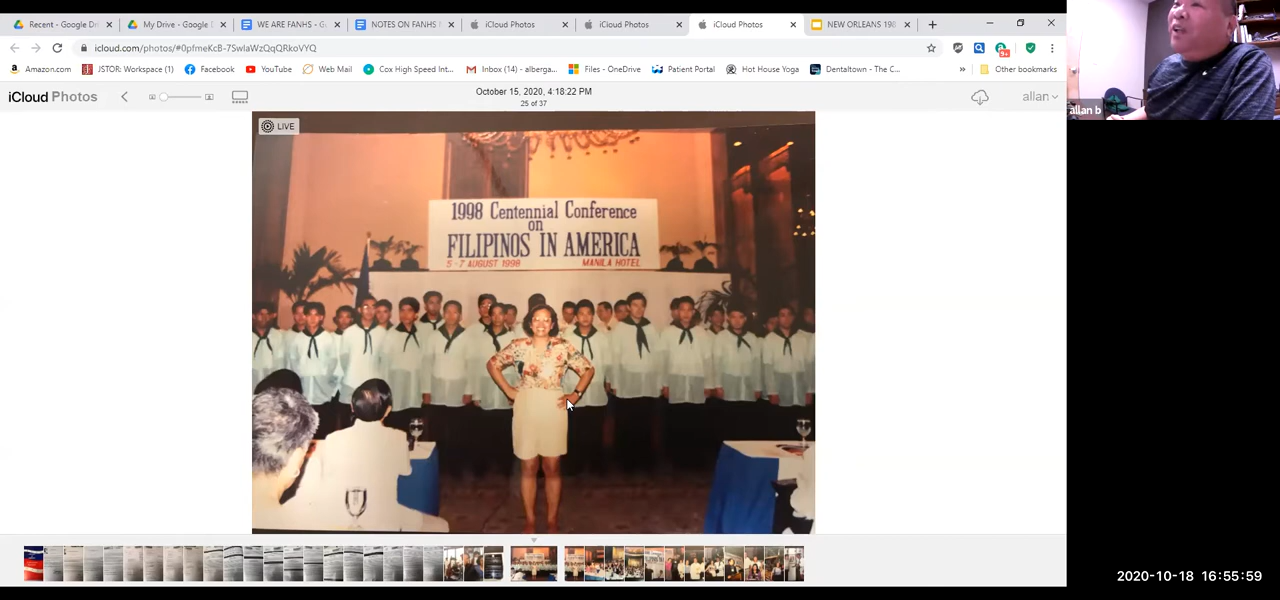 Recent - Google D
My Drive - Google
WE ARE FANHS - G
NOTES ON FANHS
iCloud Photos
iCloud Photos
iCloud Photos
NEW ORLEANS 198
icloud.com/photos/#0pfmeKcB-7SwlaWzQqQRkoVYQ
Amazon.com
JSTOR: Workspace (1)
Facebook
YouTube
Web Mail
Cox High Speed Int...
Inbox (14) - alberga...
Files - OneDrive
Patient Portal
Hot House Yoga
Dentaltown - The C...
Other bookmarks
iCloud Photos
October 15, 2020, 4:18:22 PM
25 of 37
allan
LIVE
1998 Centennial Conference
on
FILIPINOS IN AMERICA
5-7 AUGUST 1998 MANILA HOTEL
allan b
2020-10-18 16:55:59